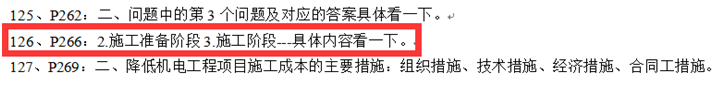 125、P262：二、问题中的第 3 个问题及对应的答案具体看一下。
126、P266：2.施工准备阶段 3.施工阶段---具体内容看一下。
127、P269：二、降低机电工程项目施工成本的主要措施：组织措施、技术措施、经济措施、合同工措施。